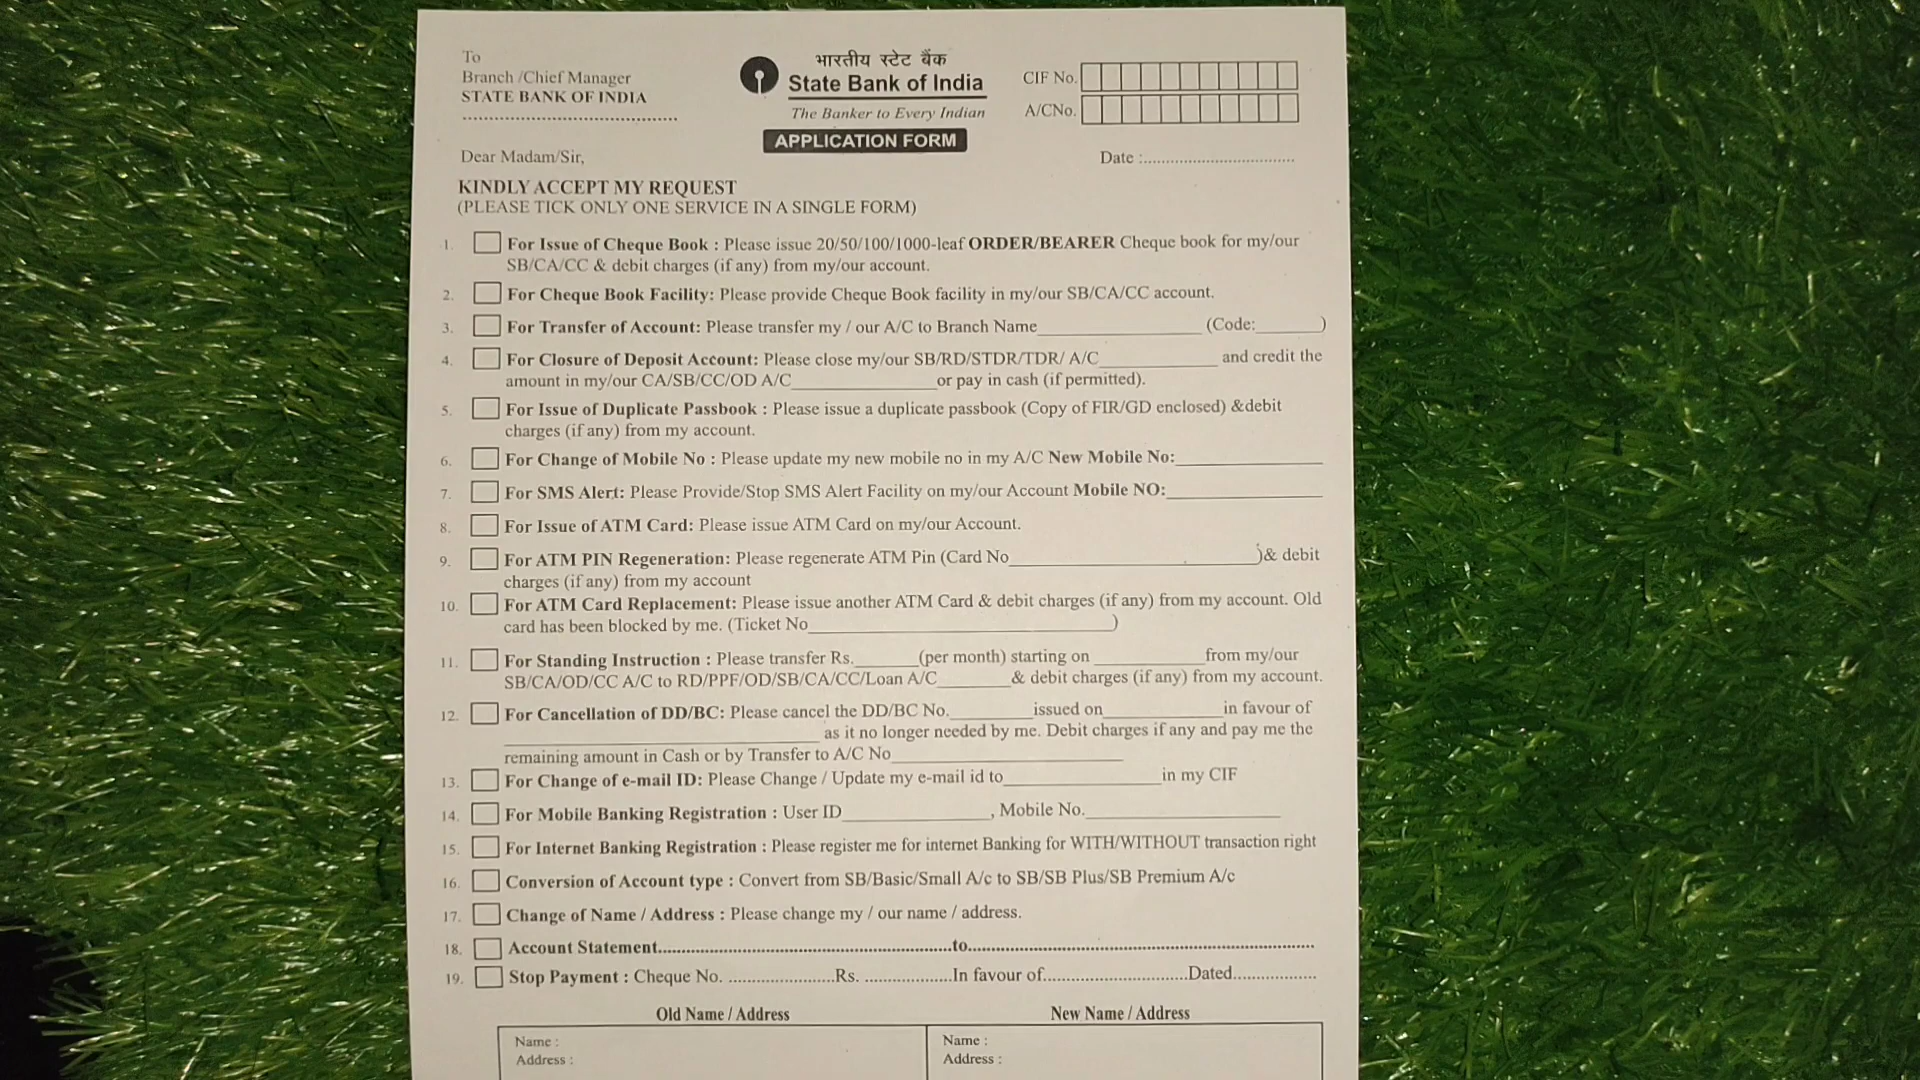 To
Branch /Chief Manager
STATE BANK OF INDIA
भारतीय स्टेट बैंक
State Bank of India
The Banker to Every Indian
APPLICATION FORM
CIF No.
A/CNo.
Dear Madam/Sir,
Date :
KINDLY ACCEPT MY REQUEST
(PLEASE TICK ONLY ONE SERVICE IN A SINGLE FORM)
1. For Issue of Cheque Book : Please issue 20/50/100/1000-leaf ORDER/BEARER Cheque book for my/our
SB/CA/CC & debit charges (if any) from my/our account.
2. For Cheque Book Facility: Please provide Cheque Book facility in my/our SB/CA/CC account.
3. For Transfer of Account: Please transfer my / our A/C to Branch Name________________ (Code:_______)
4. For Closure of Deposit Account: Please close my/our SB/RD/STDR/TDR/ A/C____________ and credit the
amount in my/our CA/SB/CC/OD A/C______________or pay in cash (if permitted).
5. For Issue of Duplicate Passbook : Please issue a duplicate passbook (Copy of FIR/GD enclosed) &debit
charges (if any) from my account.
6. For Change of Mobile No : Please update my new mobile no in my A/C New Mobile No:_______________
7. For SMS Alert: Please Provide/Stop SMS Alert Facility on my/our Account Mobile NO:_______________
8. For Issue of ATM Card: Please issue ATM Card on my/our Account.
9. For ATM PIN Regeneration: Please regenerate ATM Pin (Card No_________________________)& debit
charges (if any) from my account
10. For ATM Card Replacement: Please issue another ATM Card & debit charges (if any) from my account. Old
card has been blocked by me. (Ticket No______________________________)
11. For Standing Instruction : Please transfer Rs.______(per month) starting on ___________from my/our
SB/CA/OD/CC A/C to RD/PPF/OD/SB/CA/CC/Loan A/C_______& debit charges (if any) from my account.
12. For Cancellation of DD/BC: Please cancel the DD/BC No.________issued on____________in favour of
_______________________________ as it no longer needed by me. Debit charges if any and pay me the
remaining amount in Cash or by Transfer to A/C No_______________________
13. For Change of e-mail ID: Please Change / Update my e-mail id to________________in my CIF
14. For Mobile Banking Registration : User ID_______________, Mobile No.___________________
15. For Internet Banking Registration : Please register me for internet Banking for WITH/WITHOUT transaction right
16. Conversion of Account type : Convert from SB/Basic/Small A/c to SB/SB Plus/SB Premium A/c
17. Change of Name / Address : Please change my / our name / address.
18. Account Statement..........................................................to....................................................................
19. Stop Payment : Cheque No. .....................Rs. .................In favour of.............................Dated.................
Old Name / Address
New Name / Address
Name :
Address :
Name :
Address :